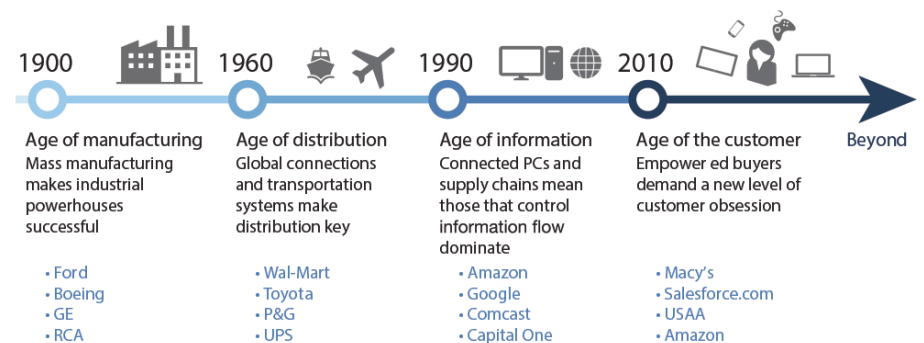 1900
Age of manufacturing
Mass manufacturing
makes industrial
powerhouses
successful
• Ford
• Boeing
• GE
• RCA
1960
Age of distribution
Global connections
and transportation
systems make
distribution key
• Wal-Mart
• Toyota
• P&G
• UPS
1990
Age of information
Connected PCs and
supply chains mean
those that control
information flow
dominate
• Amazon
• Google
• Comcast
• Capital One
2010
Age of the customer
Empower ed buyers
demand a new level of
customer obsession
• Macy's
• Salesforce.com
• USAA
• Amazon
Beyond